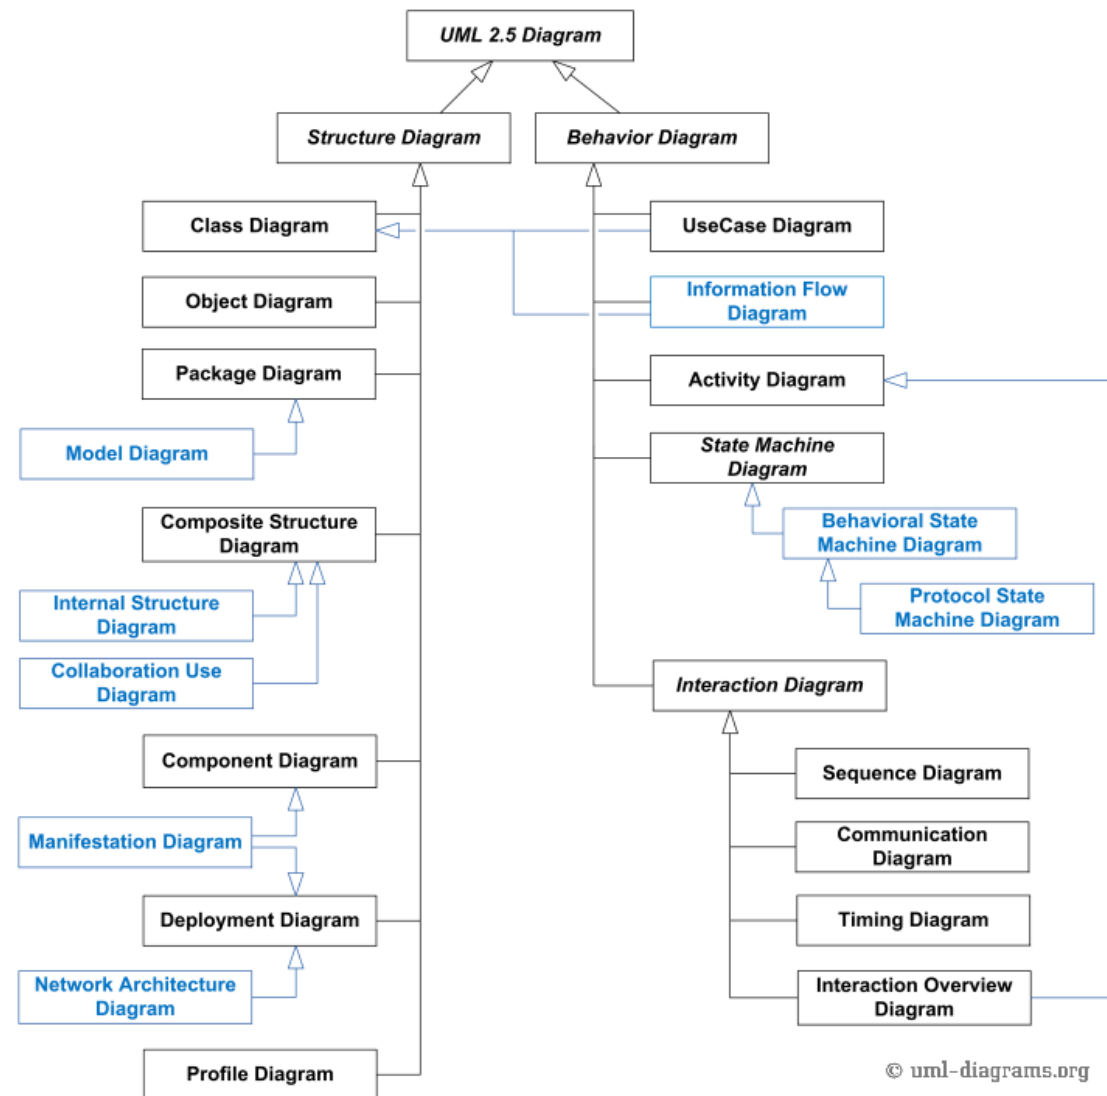 UML 2.5 Diagram
Structure Diagram
Behavior Diagram
Class Diagram
UseCase Diagram
Object Diagram
Information Flow
Diagram
Package Diagram
Activity Diagram
Model Diagram
State Machine
Diagram
Composite Structure
Diagram
Behavioral State
Machine Diagram
Internal Structure
Diagram
Protocol State
Machine Diagram
Collaboration Use
Diagram
Interaction Diagram
Component Diagram
Sequence Diagram
Manifestation Diagram
Communication
Diagram
Deployment Diagram
Timing Diagram
Network Architecture
Diagram
Interaction Overview
Diagram
Profile Diagram
© uml-diagrams.org